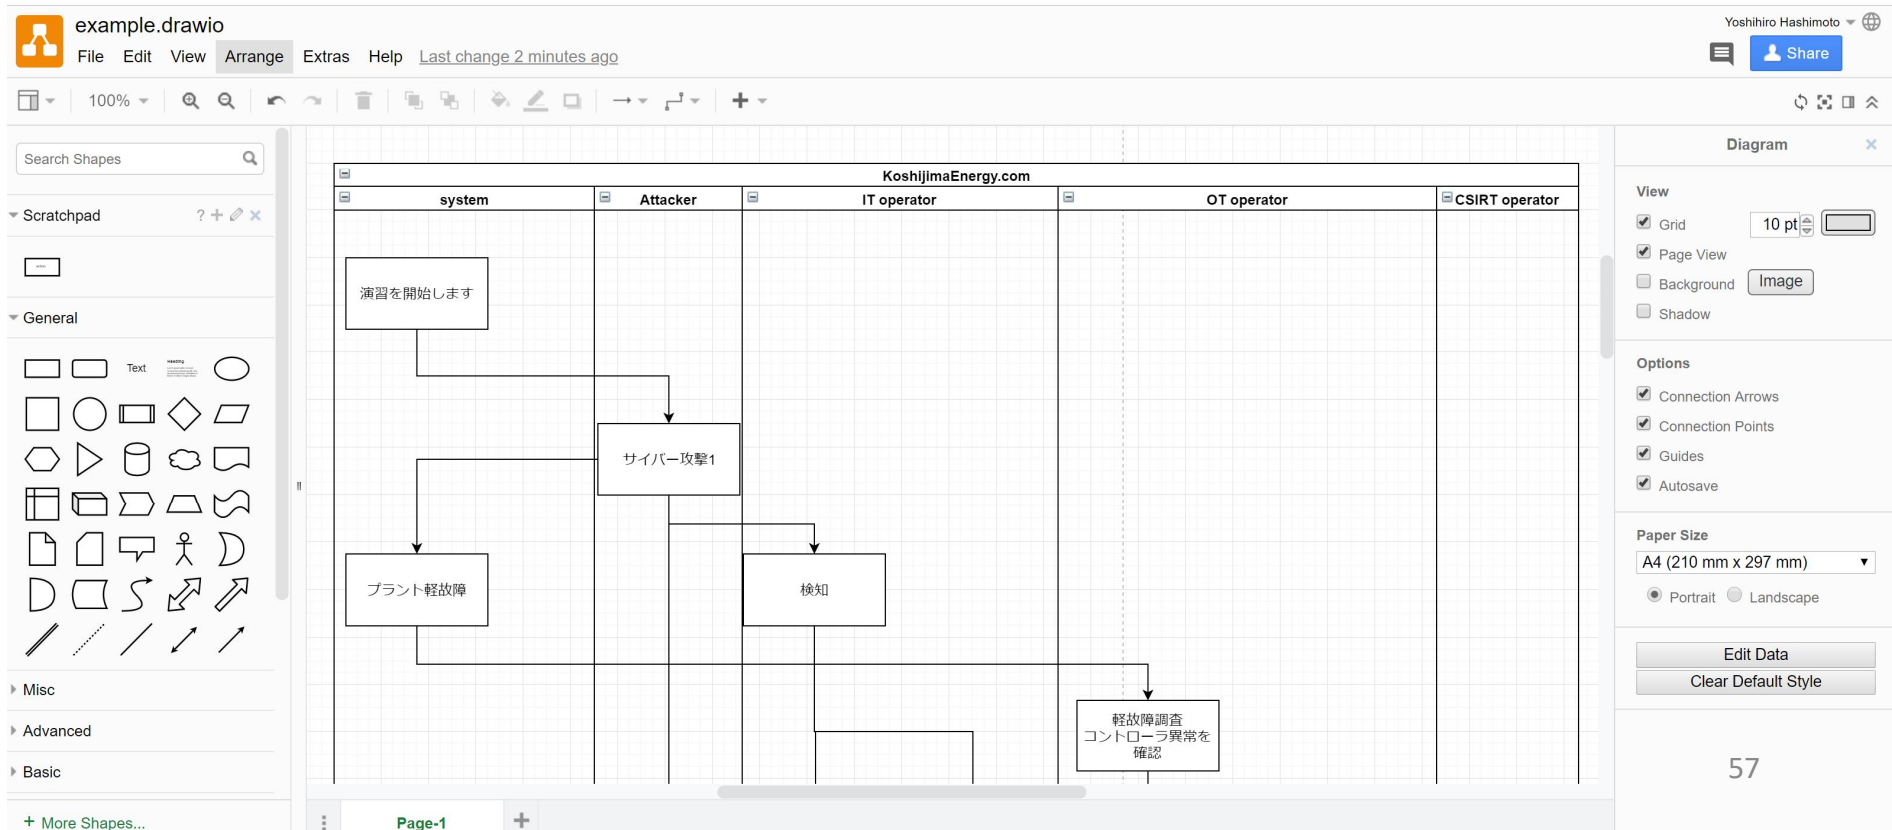 example.drawio
Yoshihiro Hashimoto
File Edit View Arrange Extras Help Last change 2 minutes ago
Share
100%
Search Shapes
Scratchpad
?
General
Text
Heading
Misc
Advanced
Basic
+ More Shapes...
KoshijimaEnergy.com
system Attacker IT operator OT operator CSIRT operator
演習を開始します
サイバー攻撃1
プラント軽故障
検知
軽故障調査
コントローラ異常を
確認
Page-1
Diagram
View
Grid 10 pt
Page View
Background Image
Shadow
Options
Connection Arrows
Connection Points
Guides
Autosave
Paper Size
A4 (210 mm x 297 mm)
Portrait Landscape
Edit Data
Clear Default Style
57